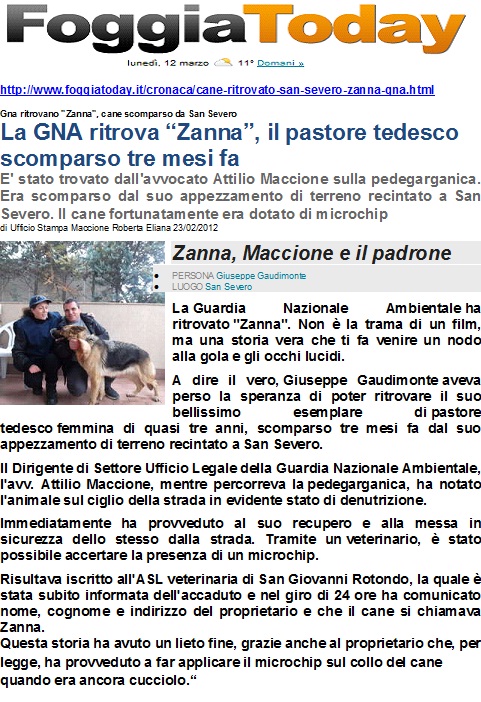 FoggiaToday
lunedì, 12 marzo 11° Domani »
http://www.foggiatoday.it/cronaca/cane-ritrovato-san-severo-zanna-gna.html
Gna ritrovano "Zanna", cane scomparso da San Severo
La GNA ritrova “Zanna”, il pastore tedesco
scomparso tre mesi fa
E' stato trovato dall'avvocato Attilio Maccione sulla pedegarganica.
Era scomparso dal suo appezzamento di terreno recintato a San
Severo. Il cane fortunatamente era dotato di microchip
di Ufficio Stampa Maccione Roberta Eliana 23/02/2012
Zanna, Maccione e il padrone
• PERSONA Giuseppe Gaudimonte
• LUOGO San Severo
La Guardia Nazionale Ambientale ha
ritrovato "Zanna". Non è la trama di un film,
ma una storia vera che ti fa venire un nodo
alla gola e gli occhi lucidi.
A dire il vero, Giuseppe Gaudimonte aveva
perso la speranza di poter ritrovare il suo
bellissimo esemplare di pastore
tedesco femmina di quasi tre anni, scomparso tre mesi fa dal suo
appezzamento di terreno recintato a San Severo.
Il Dirigente di Settore Ufficio Legale della Guardia Nazionale Ambientale,
l'avv. Attilio Maccione, mentre percorreva la pedegarganica, ha notato
l'animale sul ciglio della strada in evidente stato di denutrizione.
Immediatamente ha provveduto al suo recupero e alla messa in
sicurezza dello stesso dalla strada. Tramite un veterinario, è stato
possibile accertare la presenza di un microchip.
Risultava iscritto all'ASL veterinaria di San Giovanni Rotondo, la quale è
stata subito informata dell'accaduto e nel giro di 24 ore ha comunicato
nome, cognome e indirizzo del proprietario e che il cane si chiamava
Zanna.
Questa storia ha avuto un lieto fine, grazie anche al proprietario che, per
legge, ha provveduto a far applicare il microchip sul collo del cane
quando era ancora cucciolo.“